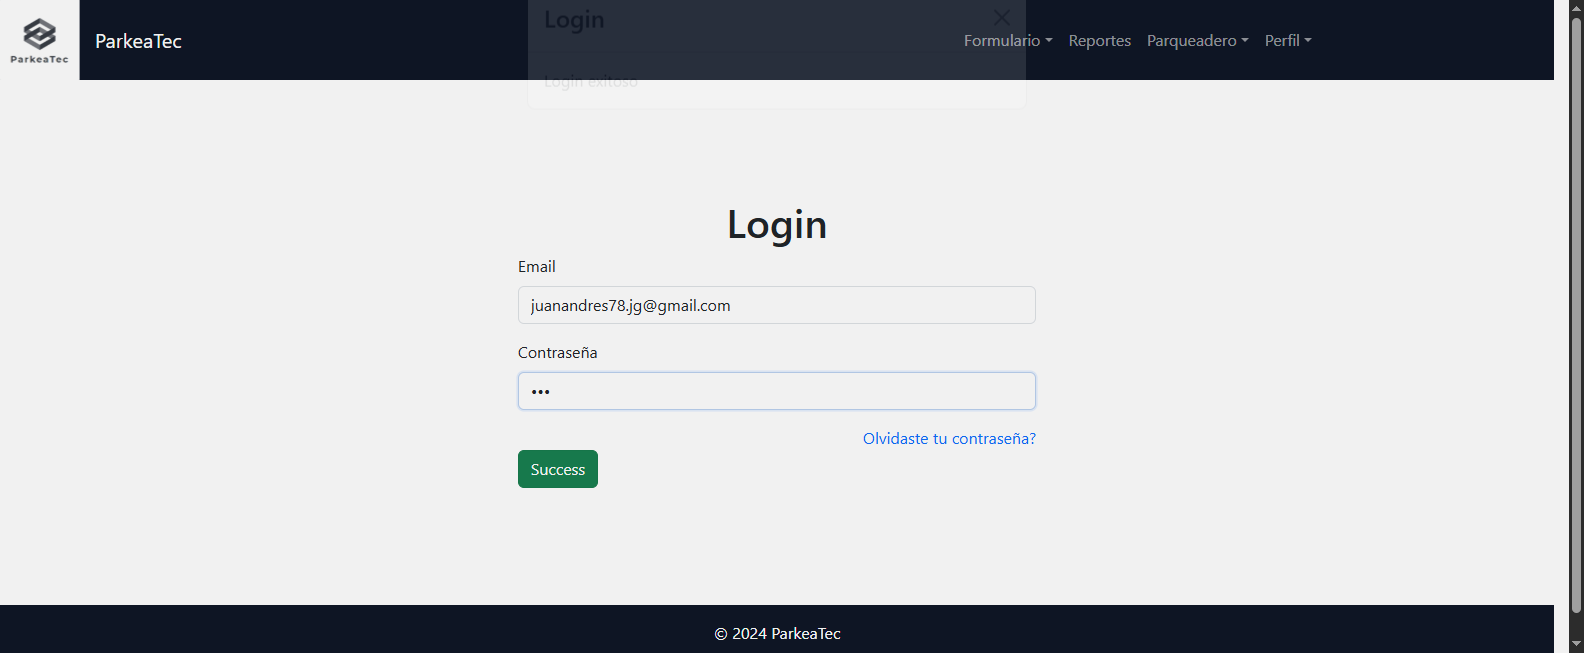 ParkeaTec
ParkeaTec
Login
Formulario Reportes Parqueadero Perfil
Login exitoso
Login
Email
juanandres78.jg@gmail.com
Contraseña
•••
Olvidaste tu contraseña?
Success
© 2024 ParkeaTec